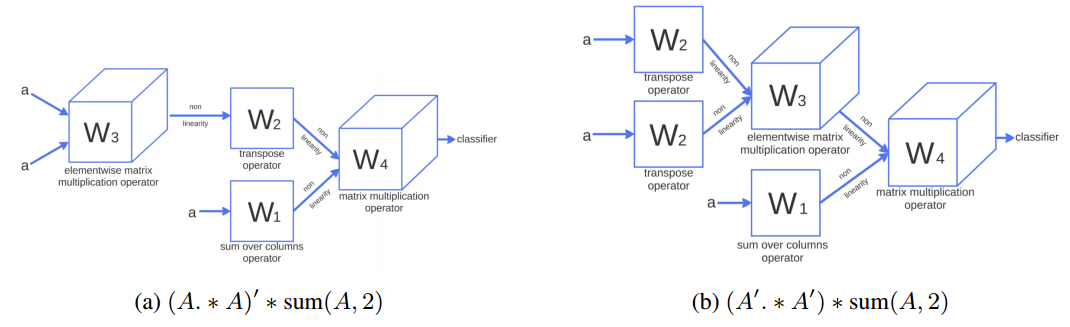 a
a
W3
non
linearity
elementwise matrix
multiplication operator
W2
transpose
operator
non
linearity
a
W1
non
linearity
sum over columns
operator
W4
matrix multiplication
operator
classifier
(a) (A. ∗ A)′ ∗ sum(A, 2)
a
W2
transpose
operator
non
linearity
a
W2
transpose
operator
non
linearity
W3
elementwise matrix
multiplication operator
non
linearity
a
W1
sum over columns
operator
non
linearity
W4
matrix multiplication
operator
classifier
(b) (A′. ∗ A′) ∗ sum(A, 2)